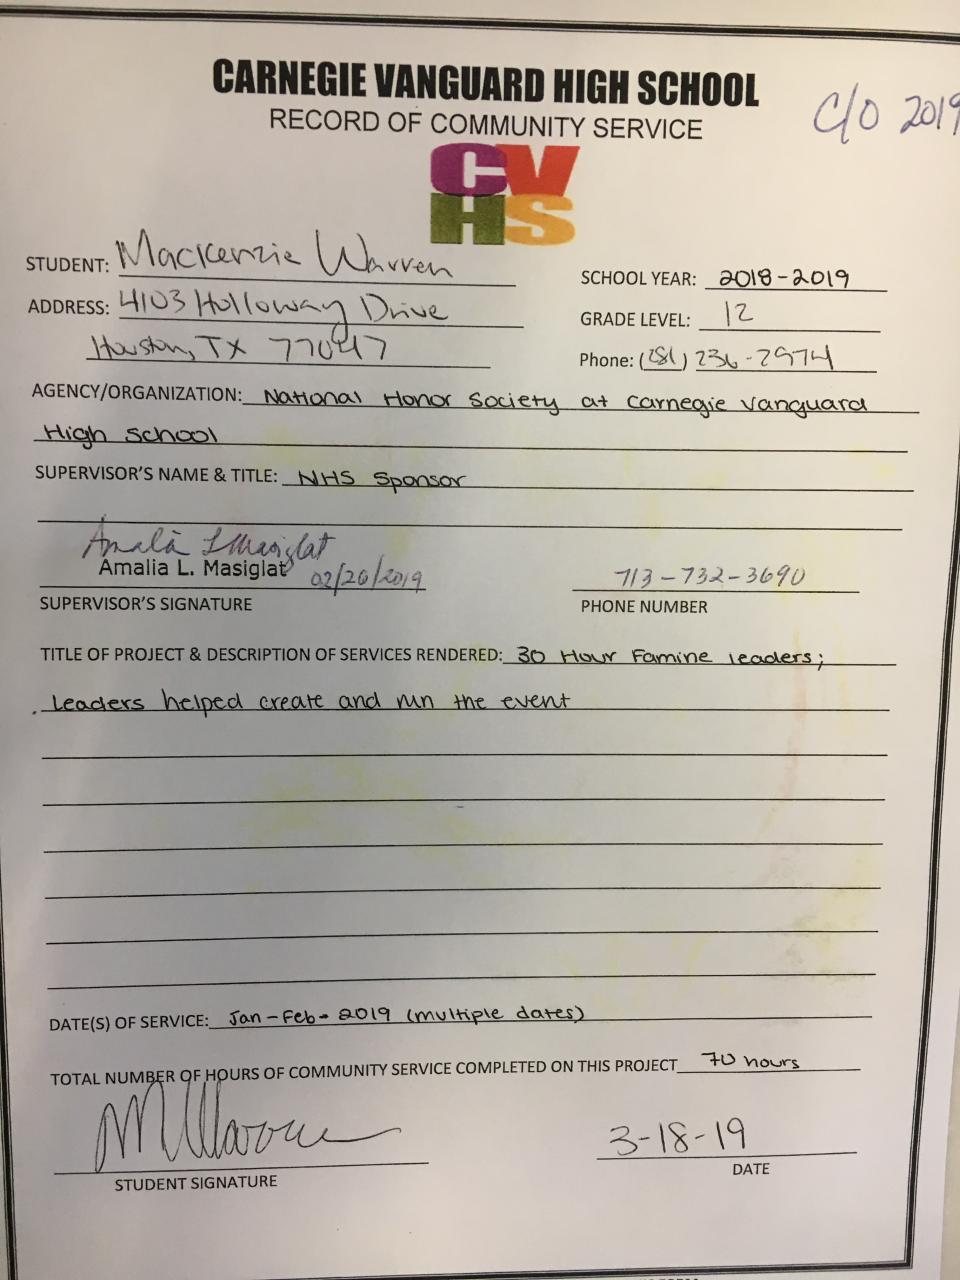 CARNEGIE VANGUARD HIGH SCHOOL
RECORD OF COMMUNITY SERVICE
C/O 2019
CV
HS
STUDENT: Mackenzie Warren
SCHOOL YEAR: 2018-2019
ADDRESS: 4103 Holloway Drive
GRADE LEVEL: 12
Houston, TX 77047
Phone: (281) 236-2974
AGENCY/ORGANIZATION: National Honor Society at Carnegie Vanguard
High School
SUPERVISOR'S NAME & TITLE: NHS Sponsor
Amalia L Masiglat
Amalia L. Masiglat 02/20/2019
713-732-3690
SUPERVISOR'S SIGNATURE
PHONE NUMBER
TITLE OF PROJECT & DESCRIPTION OF SERVICES RENDERED: 30 Hour Famine leaders;
leaders helped create and run the event
DATE(S) OF SERVICE: Jan-Feb- 2019 (multiple dates)
TOTAL NUMBER OF HOURS OF COMMUNITY SERVICE COMPLETED ON THIS PROJECT 70 hours
3-18-19
STUDENT SIGNATURE
DATE